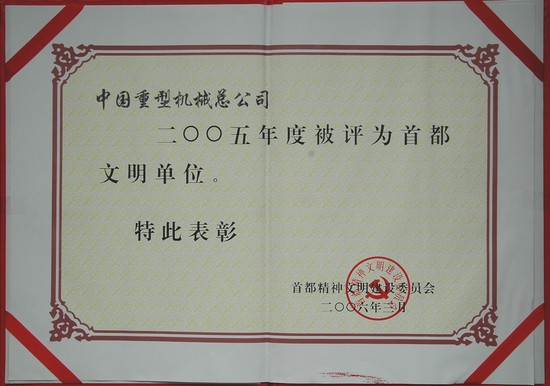 中国重型机械总公司
二〇〇五年度被评为首都
文明单位。
特此表彰
首都精神文明建设委员会
二〇〇六年三月